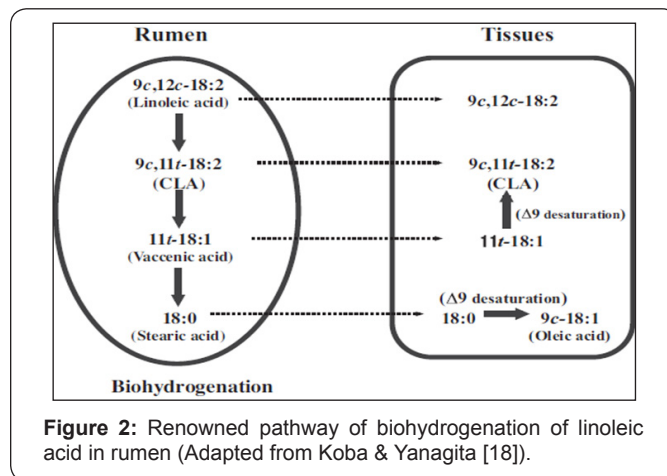 Rumen
Tissues
9c,12c-18:2
(Linoleic acid)
9c,12c-18:2
9c,11t-18:2
(CLA)
9c,11t-18:2
(CLA)
(Δ9 desaturation)
11t-18:1
(Vaccenic acid)
11t-18:1
18:0
(Stearic acid)
(Δ9 desaturation)
18:0
9c-18:1
(Oleic acid)
Biohydrogenation
Figure 2: Renowned pathway of biohydrogenation of linoleic
acid in rumen (Adapted from Koba & Yanagita [18]).